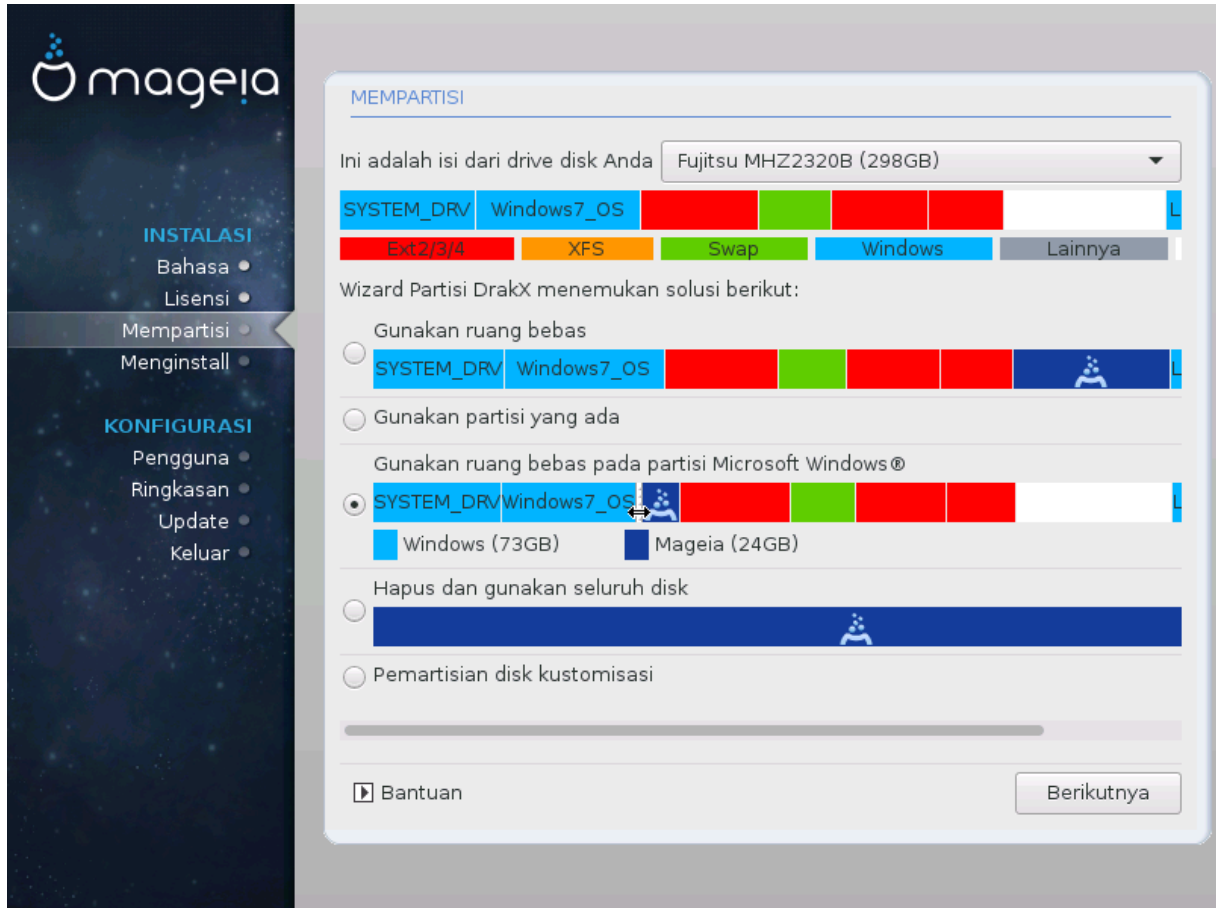 mageia
INSTALASI
Bahasa
Lisensi
Mempartisi
Menginstall
KONFIGURASI
Pengguna
Ringkasan
Update
Keluar
MEMPARTISI
Ini adalah isi dari drive disk Anda Fujitsu MHZ2320B (298GB)
SYSTEM_DRV Windows7_OS L
Ext2/3/4 XFS Swap Windows Lainnya
Wizard Partisi DrakX menemukan solusi berikut:
Gunakan ruang bebas
SYSTEM_DRV Windows7_OS L
Gunakan partisi yang ada
Gunakan ruang bebas pada partisi Microsoft Windows®
SYSTEM_DRV Windows7_OS L
Windows (73GB) Mageia (24GB)
Hapus dan gunakan seluruh disk
Pemartisian disk kustomisasi
Bantuan
Berikutnya